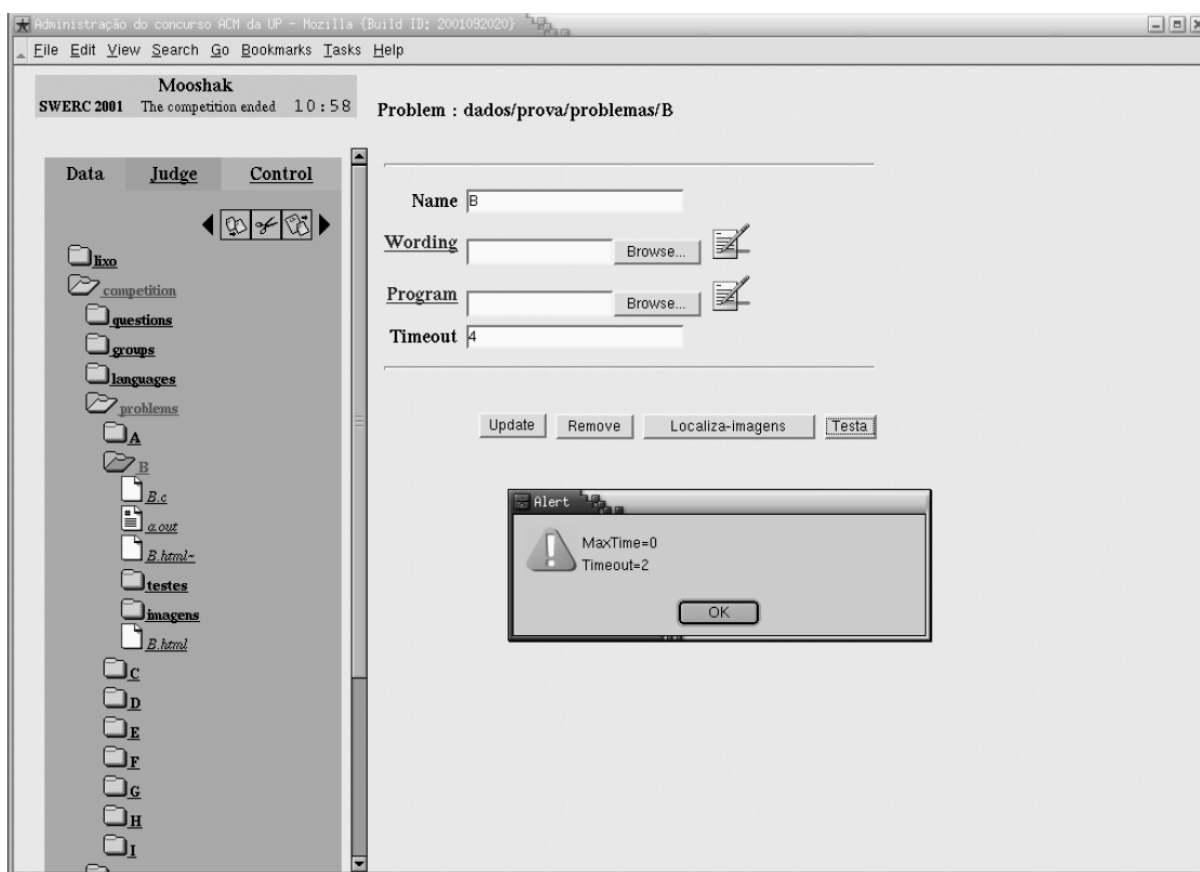 Administração do concurso ACM da UP - Mozilla {Build ID: 2001092020}
File Edit View Search Go Bookmarks Tasks Help
Mooshak
SWERC 2001 The competition ended 10:58
Problem : dados/prova/problemas/B
Data Judge Control
Name B
Wording Browse...
Program Browse...
Timeout 4
Update Remove Localiza-imagens Testa
Alert
MaxTime=0
Timeout=2
OK
lixo
competition
questions
groups
languages
problems
A
B
B.c
a.out
B.html~
testes
imagens
B.html
C
D
E
F
G
H
I